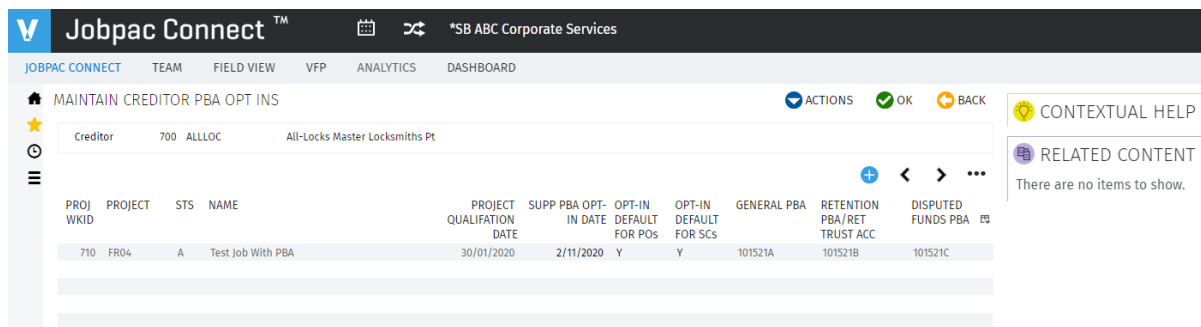 Jobpac Connect ™ *SB ABC Corporate Services
JOBPAC CONNECT TEAM FIELD VIEW VFP ANALYTICS DASHBOARD
MAINTAIN CREDITOR PBA OPT INS ACTIONS OK BACK
Creditor 700 ALLLOC All-Locks Master Locksmiths Pt
CONTEXTUAL HELP
RELATED CONTENT
There are no items to show.
PROJ PROJECT STS NAME PROJECT SUPP PBA OPT- OPT-IN OPT-IN GENERAL PBA RETENTION DISPUTED
WKID QUALIFATION IN DATE DEFAULT DEFAULT PBA/RET FUNDS PBA
DATE FOR POs FOR SCs TRUST ACC
710 FR04 A Test Job With PBA 30/01/2020 2/11/2020 Y Y 101521A 101521B 101521C